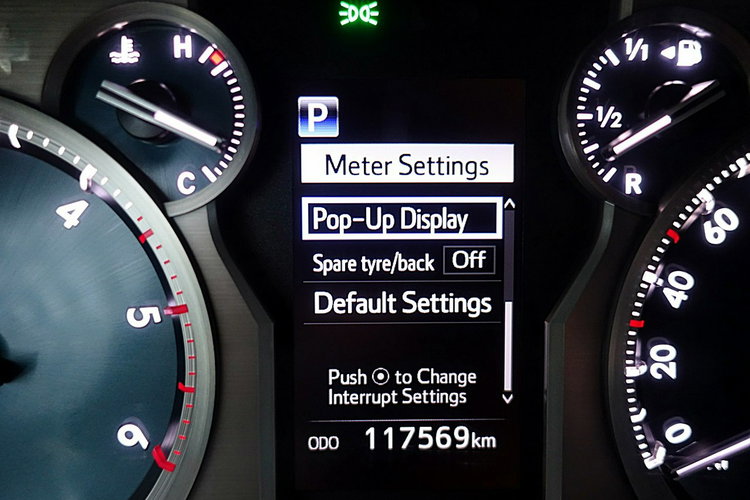 H
C
1/1
1/2
R
P
Meter Settings
Pop-Up Display
Spare tyre/back Off
Default Settings
Push to Change
Interrupt Settings
ODO 117569km
4
5
6
60
40
20
0